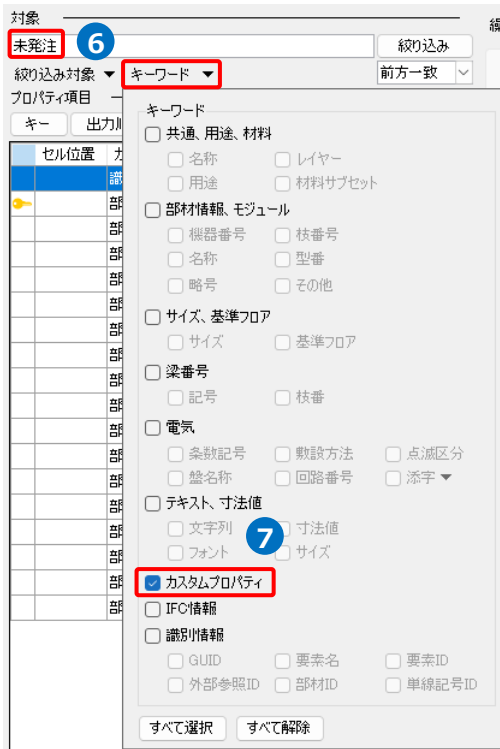 対象
未発注 6 絞り込み
絞り込み対象 ▼ キーワード ▼ 前方一致
プロパティ項目
キー 出力
セル位置
キーワード
共通、用途、材料
名称 レイヤー
用途 材料サブセット
部材情報、モジュール
機器番号 枝番号
名称 型番
略号 その他
サイズ、基準フロア
サイズ 基準フロア
梁番号
記号 枝番
電気
条数記号 敷設方法 点滅区分
盤名称 回路番号 添字 ▼
テキスト、寸法値
文字列 寸法値
7
フォント サイズ
カスタムプロパティ
IFC情報
識別情報
GUID 要素名 要素ID
外部参照ID 部材ID 単線記号ID
すべて選択 すべて解除